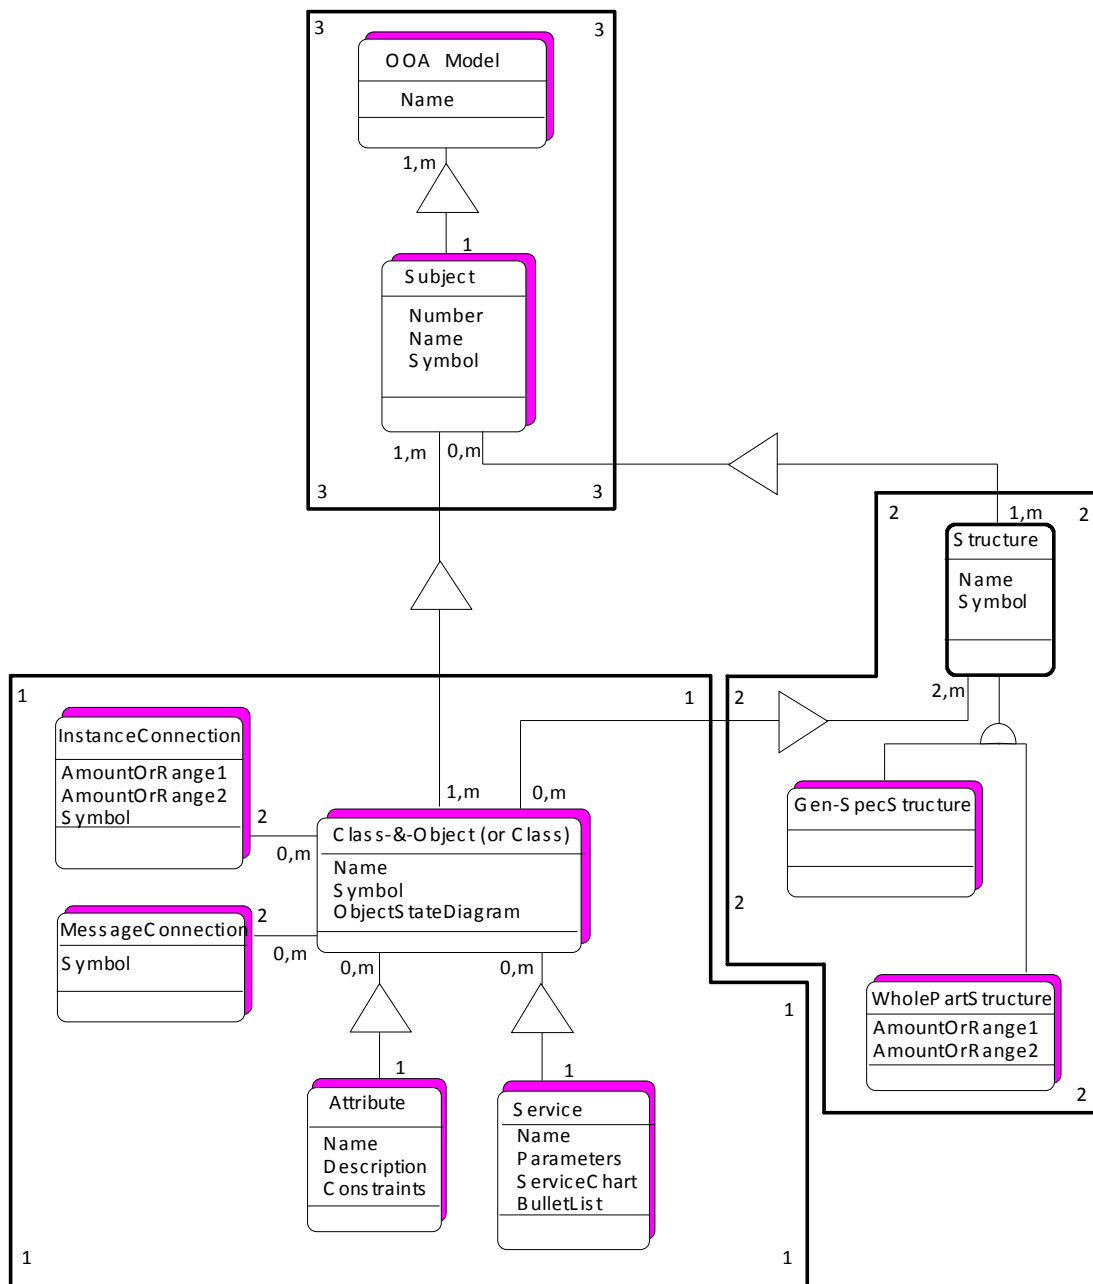 3
3
OOA Model
Name
1,m
1
Subject
Number
Name
Symbol
1,m
0,m
3
3
2
1,m
2
Structure
Name
Symbol
2,m
1
1
2
InstanceConnection
AmountOrRange1
AmountOrRange2
Symbol
2
0,m
1,m
0,m
Class-&-Object (or Class)
Name
Symbol
ObjectStateDiagram
Gen-SpecStructure
2
MessageConnection
Symbol
2
0,m
0,m
0,m
WholePartStructure
AmountOrRange1
AmountOrRange2
2
1
1
Attribute
Name
Description
Constraints
1
Service
Name
Parameters
ServiceChart
BulletList
1
1